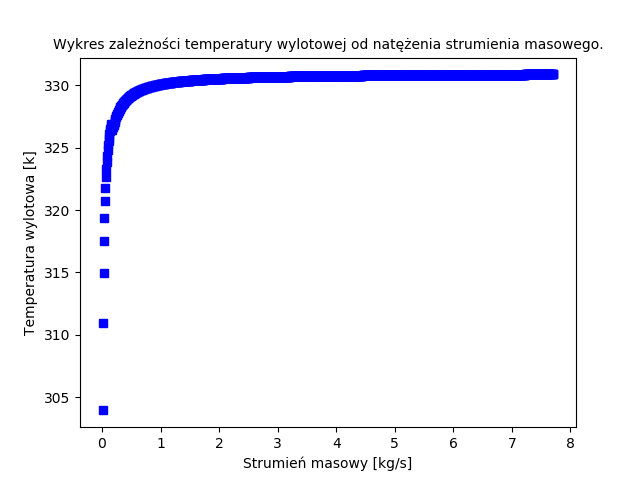 Wykres zależności temperatury wylotowej od natężenia strumienia masowego.
330
325
320
315
310
305
Temperatura wylotowa [k]
0 1 2 3 4 5 6 7 8
Strumień masowy [kg/s]